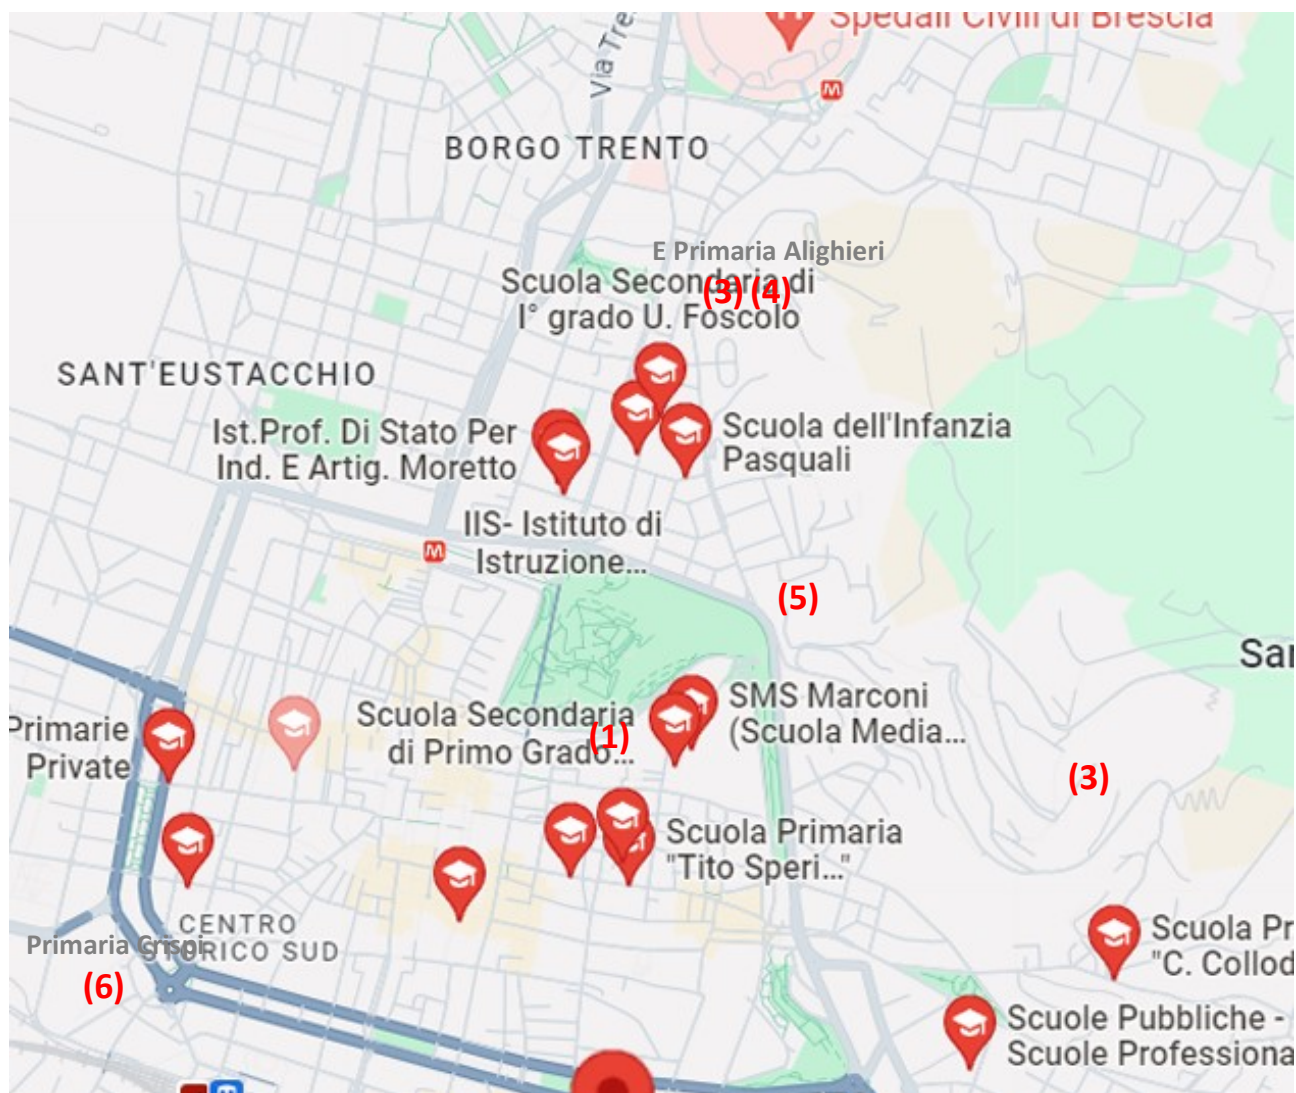 Spedali Civili di Brescia
M
Via Tre
BORGO TRENTO
E Primaria Alighieri
Scuola Secondaria di
I° grado U. Foscolo
(3) (4)
SANT'EUSTACCHIO
Ist.Prof. Di Stato Per
Ind. E Artig. Moretto
Scuola dell'Infanzia
Pasquali
IIS- Istituto di
Istruzione...
M
(5)
Sar
Primarie
Private
Scuola Secondaria
di Primo Grado...
(1)
SMS Marconi
(Scuola Media...
(3)
Scuola Primaria
"Tito Speri..."
CENTRO
STORICO SUD
Primaria Crispi
(6)
Scuola Pr
"C. Collod
Scuole Pubbliche -
Scuole Professiona